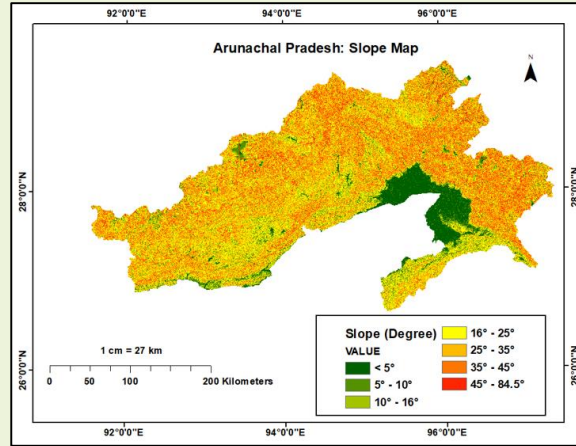 92°0'0"E 94°0'0"E 96°0'0"E
Arunachal Pradesh: Slope Map
N
28°0'0"N 28°0'0"N
Slope (Degree)
VALUE
< 5°
5° - 10°
10° - 16°
16° - 25°
25° - 35°
35° - 45°
45° - 84.5°
1 cm = 27 km
0 50 100 200 Kilometers
26°0'0"N 26°0'0"N
92°0'0"E 94°0'0"E 96°0'0"E